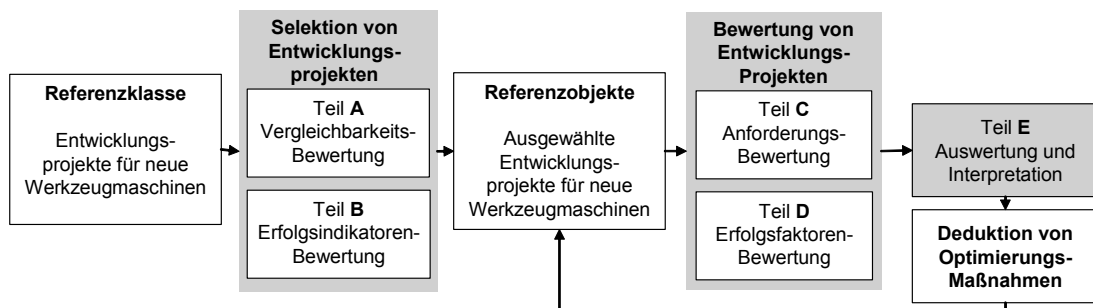 Referenzklasse
Entwicklungs-
projekte für neue
Werkzeugmaschinen
Selektion von
Entwicklungs-
projekten
Teil A
Vergleichbarkeits-
Bewertung
Teil B
Erfolgsindikatoren-
Bewertung
Referenzobjekte
Ausgewählte
Entwicklungs-
projekte für neue
Werkzeugmaschinen
Bewertung von
Entwicklungs-
Projekten
Teil C
Anforderungs-
Bewertung
Teil D
Erfolgsfaktoren-
Bewertung
Teil E
Auswertung und
Interpretation
Deduktion von
Optimierungs-
Maßnahmen